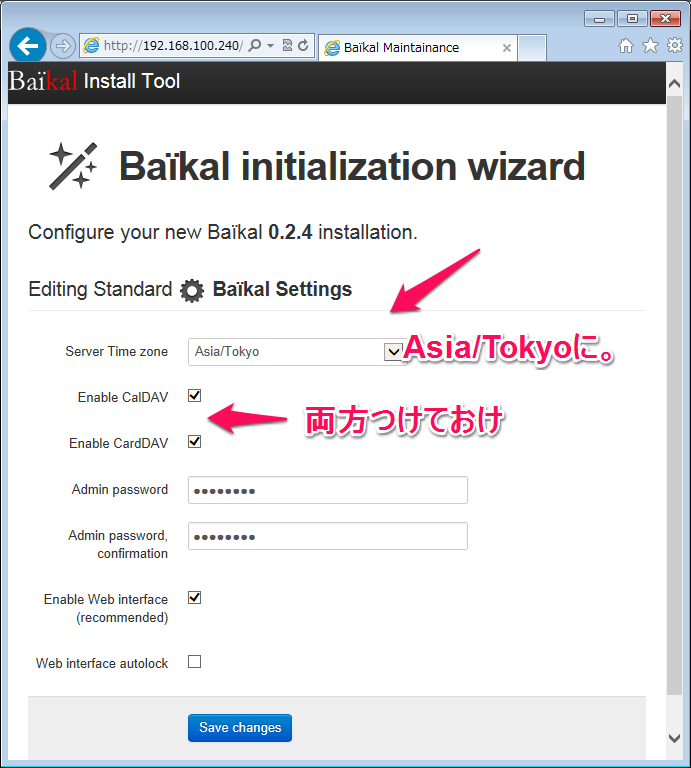 http://192.168.100.240/
Baïkal Maintainance
Baïkal Install Tool
Baïkal initialization wizard
Configure your new Baïkal 0.2.4 installation.
Editing Standard Baïkal Settings
Server Time zone Asia/Tokyo
Asia/Tokyoに。
Enable CalDAV
両方つけておけ
Enable CardDAV
Admin password ●●●●●●●●
Admin password,
confirmation ●●●●●●●●
Enable Web interface
(recommended)
Web interface autolock
Save changes